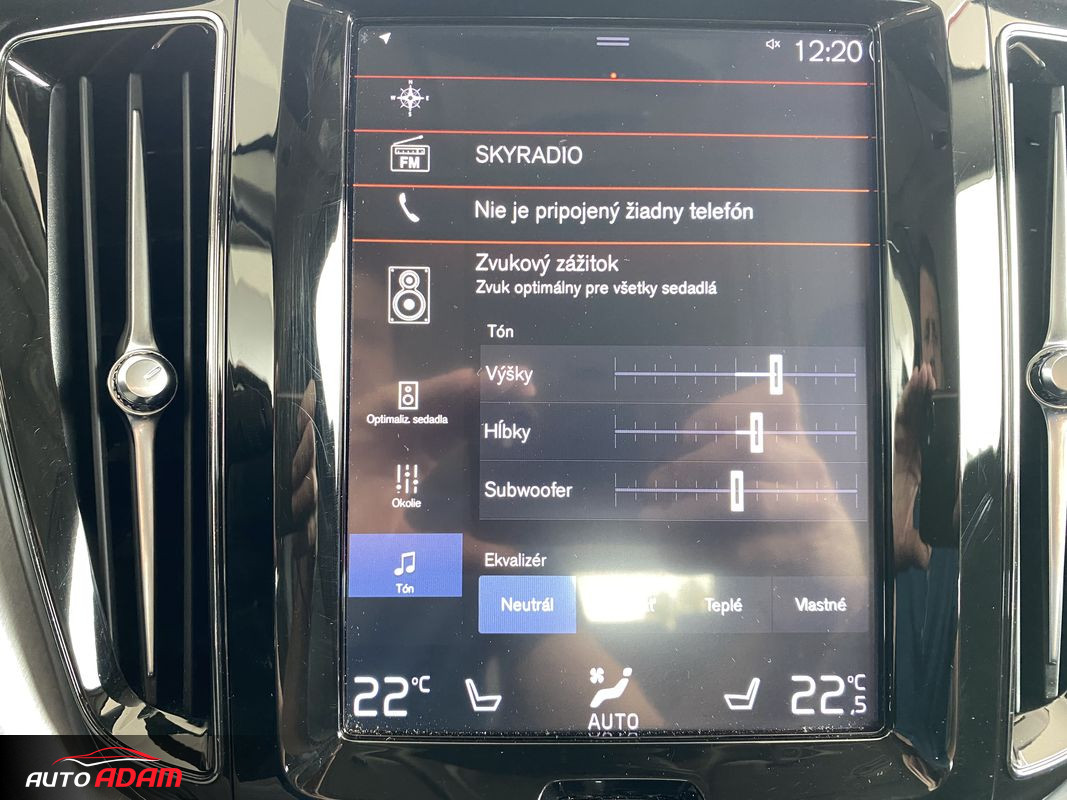 12:20
N
W E
S
FM
SKYRADIO
Nie je pripojený žiadny telefón
Zvukový zážitok
Zvuk optimálny pre všetky sedadlá
Tón
Výšky
Optimaliz. sedadla
Hĺbky
Okolie
Subwoofer
Ekvalizér
Tón
Neutrál
Teplé
Vlastné
22°C
AUTO
22°C
,5
AUTO ADAM